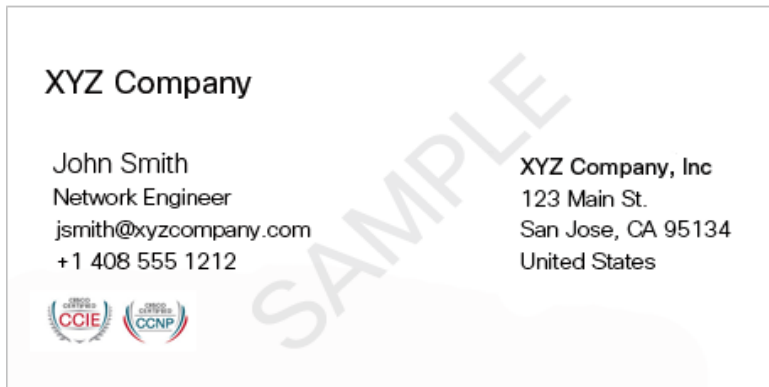 XYZ Company
John Smith
Network Engineer
jsmith@xyzcompany.com
+1 408 555 1212
XYZ Company, Inc
123 Main St.
San Jose, CA 95134
United States
SAMPLE
CISCO
CERTIFIED
CCIE
CISCO
CERTIFIED
CCNP